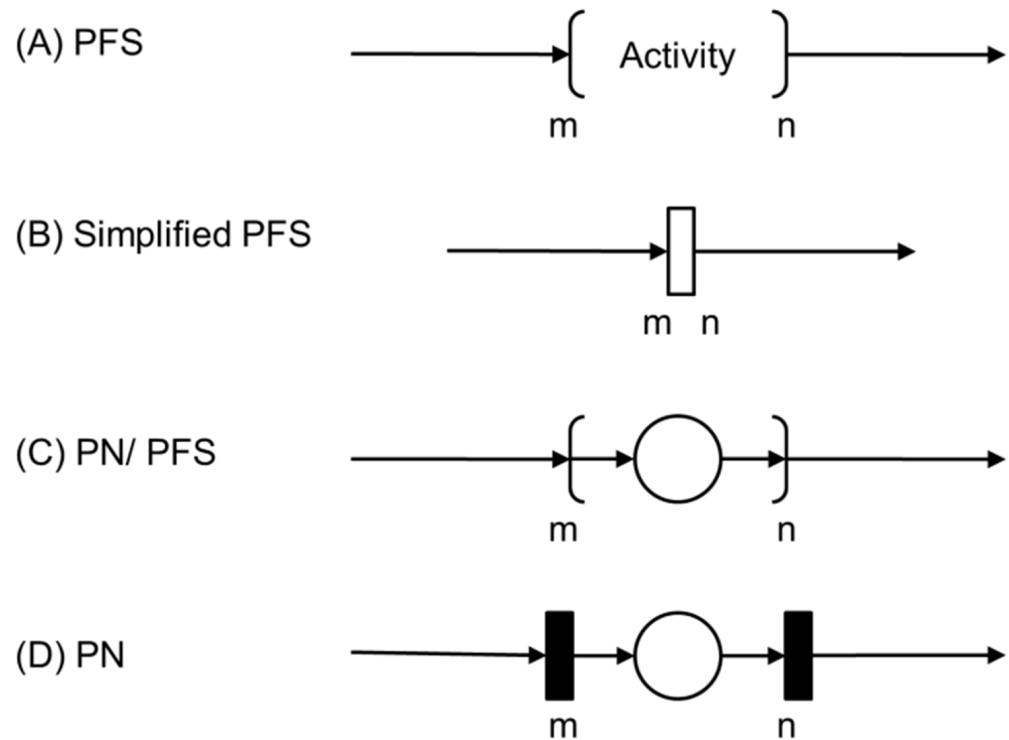 (A) PFS
Activity
m n
(B) Simplified PFS
m n
(C) PN/ PFS
m n
(D) PN
m n